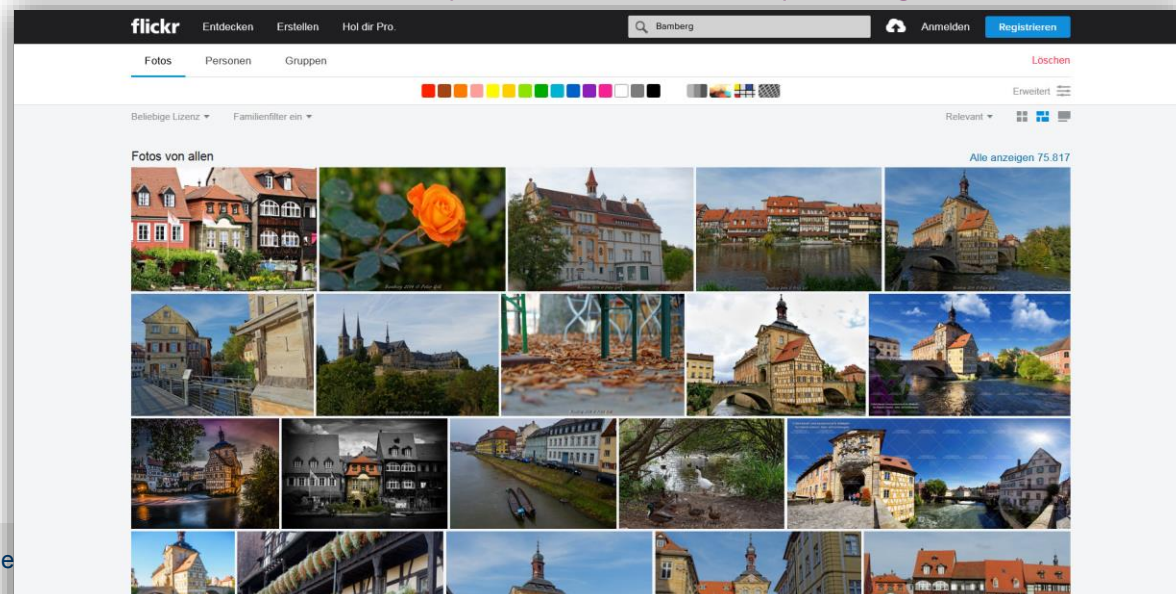 flickr Entdecken Erstellen Hol dir Pro. Bamberg Anmelden Registrieren
Fotos Personen Gruppen Löschen
Erweitert
Beliebige Lizenz Familienfilter ein Relevant
Fotos von allen Alle anzeigen 75.817
e